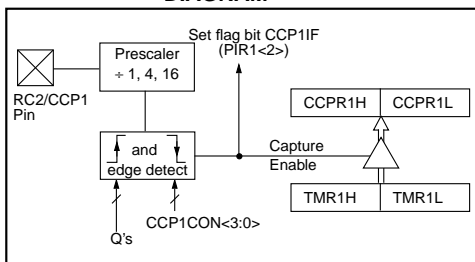 DIAGRAM
Set flag bit CCP1IF
(PIR1<2>)
Prescaler
÷ 1, 4, 16
RC2/CCP1
Pin
CCPR1H CCPR1L
and
edge detect
Capture
Enable
TMR1H TMR1L
CCP1CON<3:0>
Q's